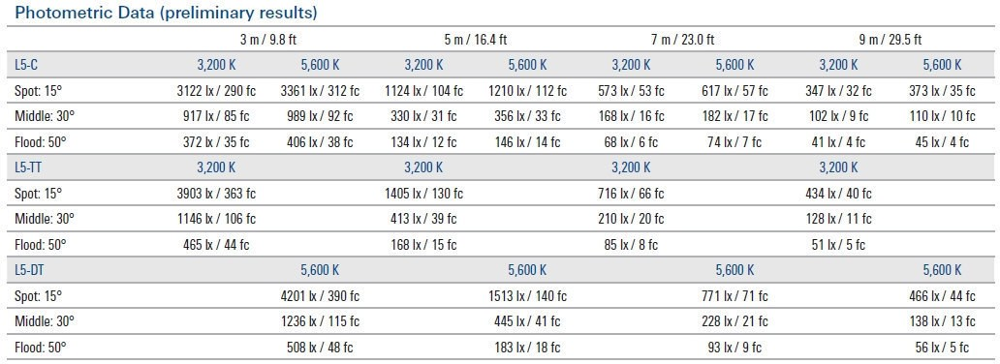 Photometric Data (preliminary results)
3 m / 9.8 ft 5 m / 16.4 ft 7 m / 23.0 ft 9 m / 29.5 ft
L5-C 3,200 K 5,600 K 3,200 K 5,600 K 3,200 K 5,600 K 3,200 K 5,600 K
Spot: 15° 3122 lx / 290 fc 3361 lx / 312 fc 1124 lx / 104 fc 1210 lx / 112 fc 573 lx / 53 fc 617 lx / 57 fc 347 lx / 32 fc 373 lx / 35 fc
Middle: 30° 917 lx / 85 fc 989 lx / 92 fc 330 lx / 31 fc 356 lx / 33 fc 168 lx / 16 fc 182 lx / 17 fc 102 lx / 9 fc 110 lx / 10 fc
Flood: 50° 372 lx / 35 fc 406 lx / 38 fc 134 lx / 12 fc 146 lx / 14 fc 68 lx / 6 fc 74 lx / 7 fc 41 lx / 4 fc 45 lx / 4 fc
L5-TT 3,200 K 3,200 K 3,200 K 3,200 K
Spot: 15° 3903 lx / 363 fc 1405 lx / 130 fc 716 lx / 66 fc 434 lx / 40 fc
Middle: 30° 1146 lx / 106 fc 413 lx / 39 fc 210 lx / 20 fc 128 lx / 11 fc
Flood: 50° 465 lx / 44 fc 168 lx / 15 fc 85 lx / 8 fc 51 lx / 5 fc
L5-DT 5,600 K 5,600 K 5,600 K 5,600 K
Spot: 15° 4201 lx / 390 fc 1513 lx / 140 fc 771 lx / 71 fc 466 lx / 44 fc
Middle: 30° 1236 lx / 115 fc 445 lx / 41 fc 228 lx / 21 fc 138 lx / 13 fc
Flood: 50° 508 lx / 48 fc 183 lx / 18 fc 93 lx / 9 fc 56 lx / 5 fc